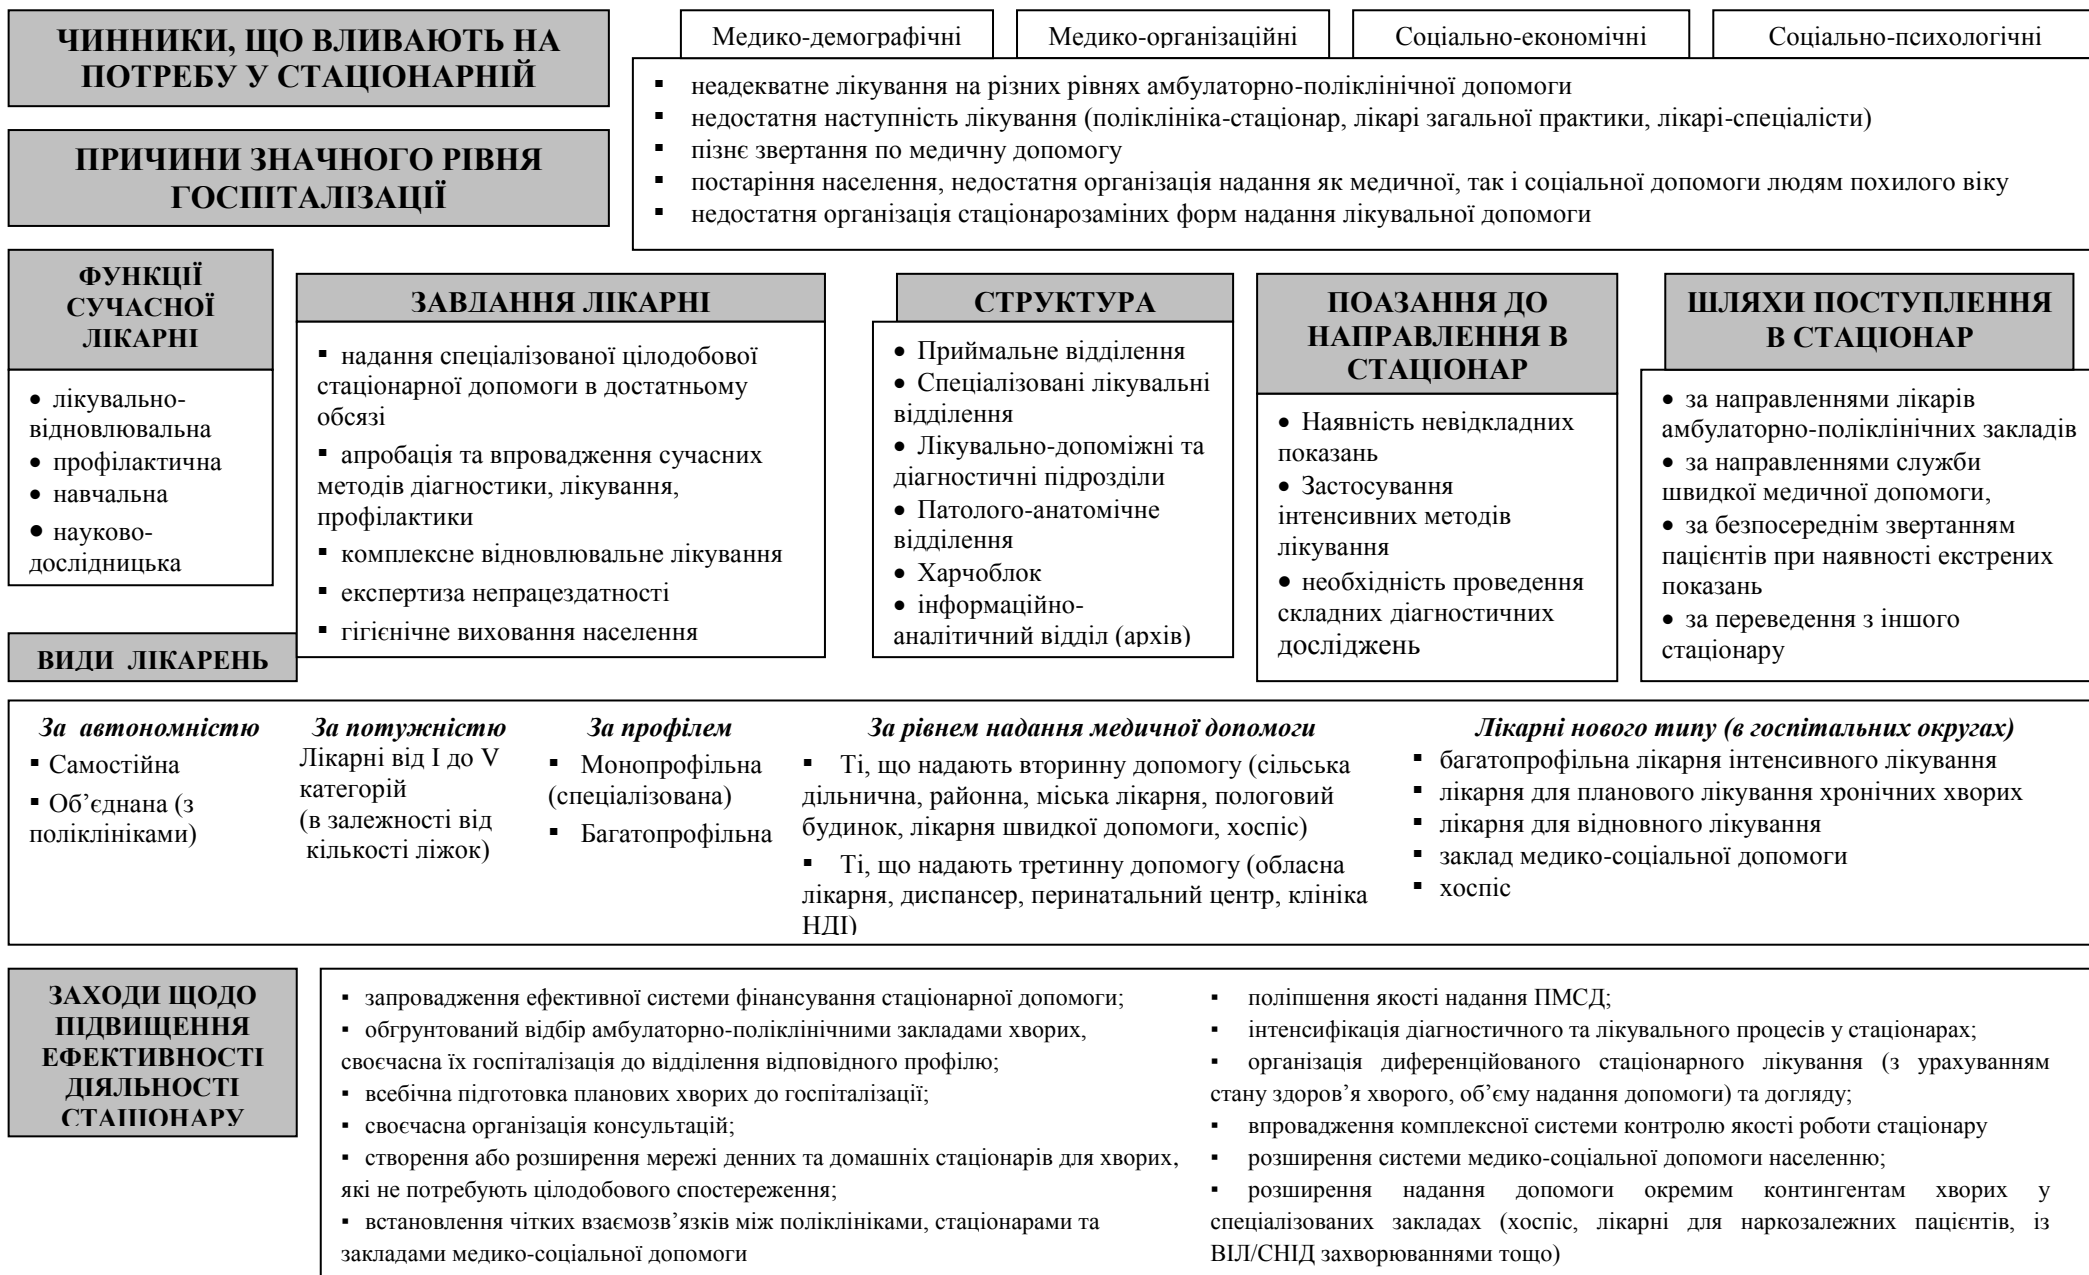 ЧИННИКИ, ЩО ВЛИВАЮТЬ НА
ПОТРЕБУ У СТАЦІОНАРНІЙ
Медико-демографічні
Медико-організаційні
Соціально-економічні
Соціально-психологічні
ПРИЧИНИ ЗНАЧНОГО РІВНЯ
ГОСПІТАЛІЗАЦІЇ
▪ неадекватне лікування на різних рівнях амбулаторно-поліклінічної допомоги
▪ недостатня наступність лікування (поліклініка-стаціонар, лікарі загальної практики, лікарі-спеціалісти)
▪ пізнє звертання по медичну допомогу
▪ постаріння населення, недостатня організація надання як медичної, так і соціальної допомоги людям похилого віку
▪ недостатня організація стаціонарозаміних форм надання лікувальної допомоги
ФУНКЦІЇ
СУЧАСНОЇ
ЛІКАРНІ
• лікувально-
відновлювальна
• профілактична
• навчальна
• науково-
дослідницька
ЗАВДАННЯ ЛІКАРНІ
▪ надання спеціалізованої цілодобової
стаціонарної допомоги в достатньому
обсязі
▪ апробація та впровадження сучасних
методів діагностики, лікування,
профілактики
▪ комплексне відновлювальне лікування
▪ експертиза непрацездатності
▪ гігієнічне виховання населення
СТРУКТУРА
• Приймальне відділення
• Спеціалізовані лікувальні
відділення
• Лікувально-допоміжні та
діагностичні підрозділи
• Патолого-анатомічне
відділення
• Харчоблок
• інформаційно-
аналітичний відділ (архів)
ПОАЗАННЯ ДО
НАПРАВЛЕННЯ В
СТАЦІОНАР
• Наявність невідкладних
показань
• Застосування
інтенсивних методів
лікування
• необхідність проведення
складних діагностичних
досліджень
ШЛЯХИ ПОСТУПЛЕННЯ
В СТАЦІОНАР
• за направленнями лікарів
амбулаторно-поліклінічних закладів
• за направленнями служби
швидкої медичної допомоги,
• за безпосереднім звертанням
пацієнтів при наявності екстрених
показань
• за переведення з іншого
стаціонару
ВИДИ ЛІКАРЕНЬ
За автономністю
▪ Самостійна
▪ Об’єднана (з
поліклініками)
За потужністю
Лікарні від I до V
категорій
(в залежності від
кількості ліжок)
За профілем
▪ Монопрофільна
(спеціалізована)
▪ Багатопрофільна
За рівнем надання медичної допомоги
▪ Ті, що надають вторинну допомогу (сільська
дільнична, районна, міська лікарня, пологовий
будинок, лікарня швидкої допомоги, хоспіс)
▪ Ті, що надають третинну допомогу (обласна
лікарня, диспансер, перинатальний центр, клініка
НДІ)
Лікарні нового типу (в госпітальних округах)
▪ багатопрофільна лікарня інтенсивного лікування
▪ лікарня для планового лікування хронічних хворих
▪ лікарня для відновного лікування
▪ заклад медико-соціальної допомоги
▪ хоспіс
ЗАХОДИ ЩОДО
ПІДВИЩЕННЯ
ЕФЕКТИВНОСТІ
ДІЯЛЬНОСТІ
СТАЦІОНАРУ
▪ запровадження ефективної системи фінансування стаціонарної допомоги;
▪ обгрунтований відбір амбулаторно-поліклінічними закладами хворих,
своєчасна їх госпіталізація до відділення відповідного профілю;
▪ всебічна підготовка планових хворих до госпіталізації;
▪ своєчасна організація консультацій;
▪ створення або розширення мережі денних та домашніх стаціонарів для хворих,
які не потребують цілодобового спостереження;
▪ встановлення чітких взаємозв’язків між поліклініками, стаціонарами та
закладами медико-соціальної допомоги
▪ поліпшення якості надання ПМСД;
▪ інтенсифікація діагностичного та лікувального процесів у стаціонарах;
▪ організація диференційованого стаціонарного лікування (з урахуванням
стану здоров’я хворого, об’єму надання допомоги) та догляду;
▪ впровадження комплексної системи контролю якості роботи стаціонару
▪ розширення системи медико-соціальної допомоги населенню;
▪ розширення надання допомоги окремим контингентам хворих у
спеціалізованих закладах (хоспіс, лікарні для наркозалежних пацієнтів, із
ВІЛ/СНІД захворюваннями тощо)